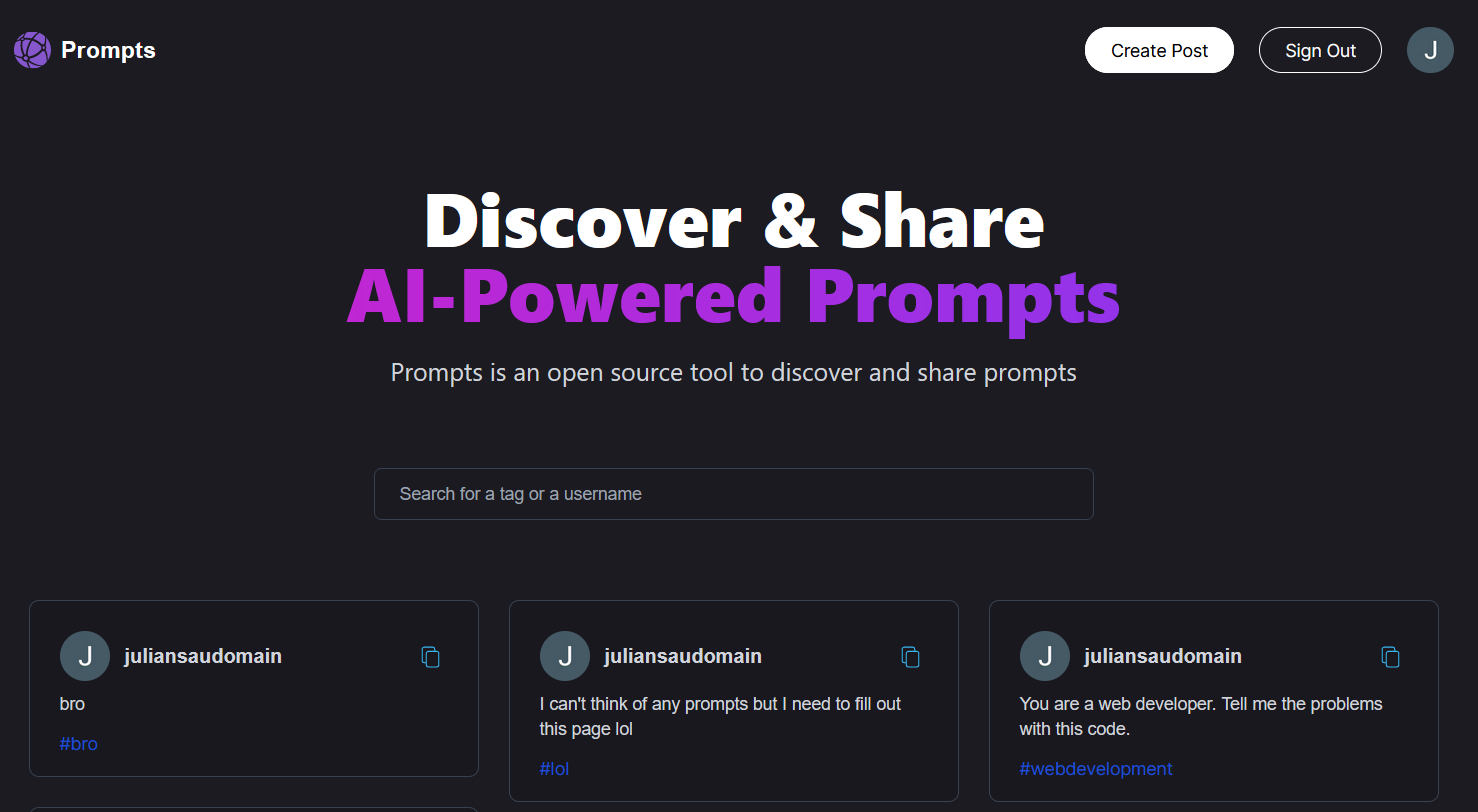 Prompts
Create Post
Sign Out
J
Discover & Share
AI-Powered Prompts
Prompts is an open source tool to discover and share prompts
Search for a tag or a username
J
juliansaudomain
bro
#bro
J
juliansaudomain
I can't think of any prompts but I need to fill out
this page lol
#lol
J
juliansaudomain
You are a web developer. Tell me the problems
with this code.
#webdevelopment